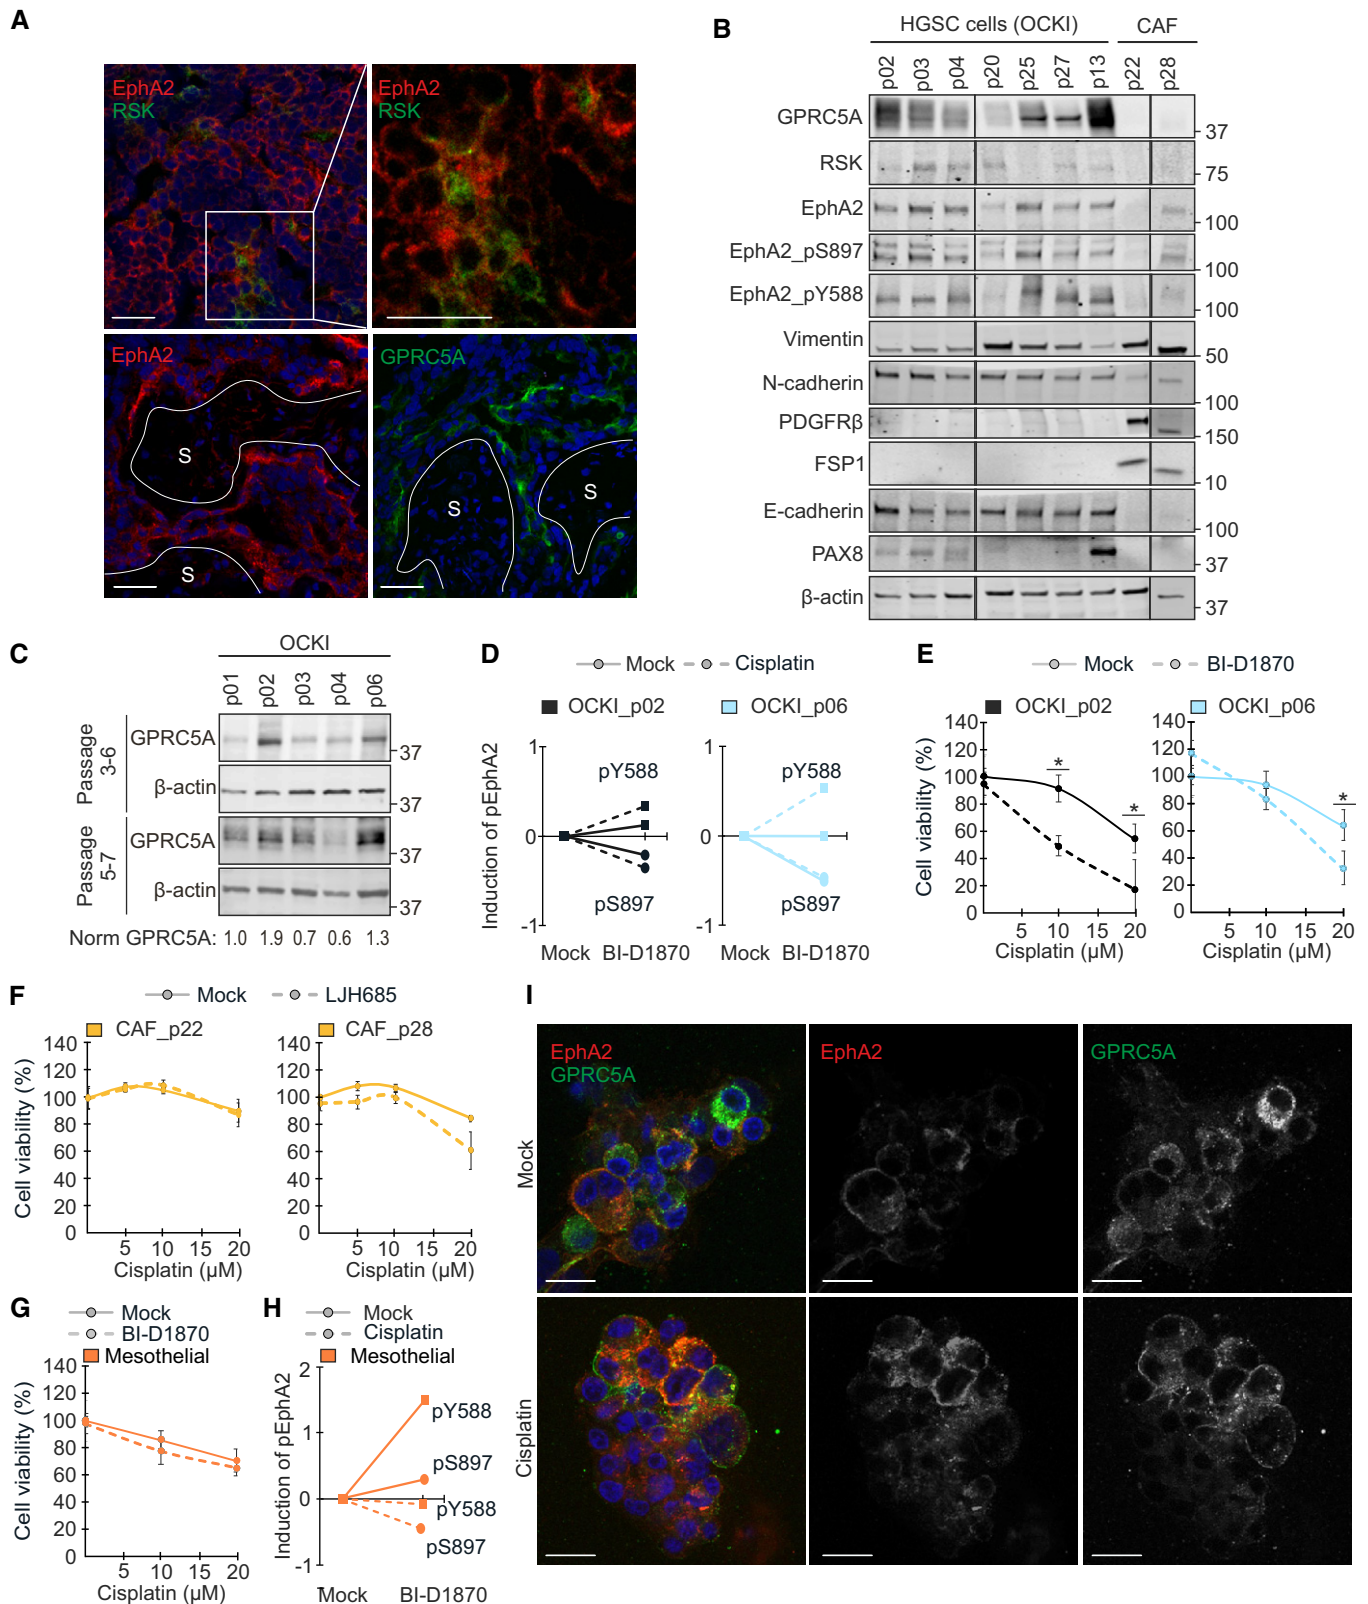 A
EphA2
RSK
EphA2
RSK
EphA2
S
S
GPRC5A
S
S
B
HGSC cells (OCKI)
CAF
p02 p03 p04 p20 p25 p27 p13 p22 p28
GPRC5A
37
RSK
75
EphA2
100
EphA2_pS897
100
EphA2_pY588
100
Vimentin
50
N-cadherin
100
PDGFRβ
150
FSP1
10
E-cadherin
100
PAX8
37
β-actin
37
C
OCKI
p01 p02 p03 p04 p06
Passage 3-6
GPRC5A
37
β-actin
37
Passage 5-7
GPRC5A
37
β-actin
37
Norm GPRC5A: 1.0 1.9 0.7 0.6 1.3
D
Mock Cisplatin
OCKI_p02 OCKI_p06
Induction of pEphA2
1
0
-1
pY588
pS897
Mock BI-D1870
1
0
-1
pY588
pS897
Mock BI-D1870
E
Mock BI-D1870
OCKI_p02 OCKI_p06
Cell viability (%)
140
120
100
80
60
40
20
0
* *
5 10 15 20
Cisplatin (µM)
140
120
100
80
60
40
20
0
*
5 10 15 20
Cisplatin (µM)
F
Mock LJH685
CAF_p22 CAF_p28
Cell viability (%)
140
120
100
80
60
40
20
0
5 10 15 20
Cisplatin (µM)
140
120
100
80
60
40
20
0
5 10 15 20
Cisplatin (µM)
G
Mock
BI-D1870
Mesothelial
Cell viability (%)
140
120
100
80
60
40
20
0
5 10 15 20
Cisplatin (µM)
H
Mock
Cisplatin
Mesothelial
Induction of pEphA2
2
1
0
-1
pY588
pS897
pY588
pS897
Mock BI-D1870
I
Mock
EphA2
GPRC5A
EphA2
GPRC5A
Cisplatin